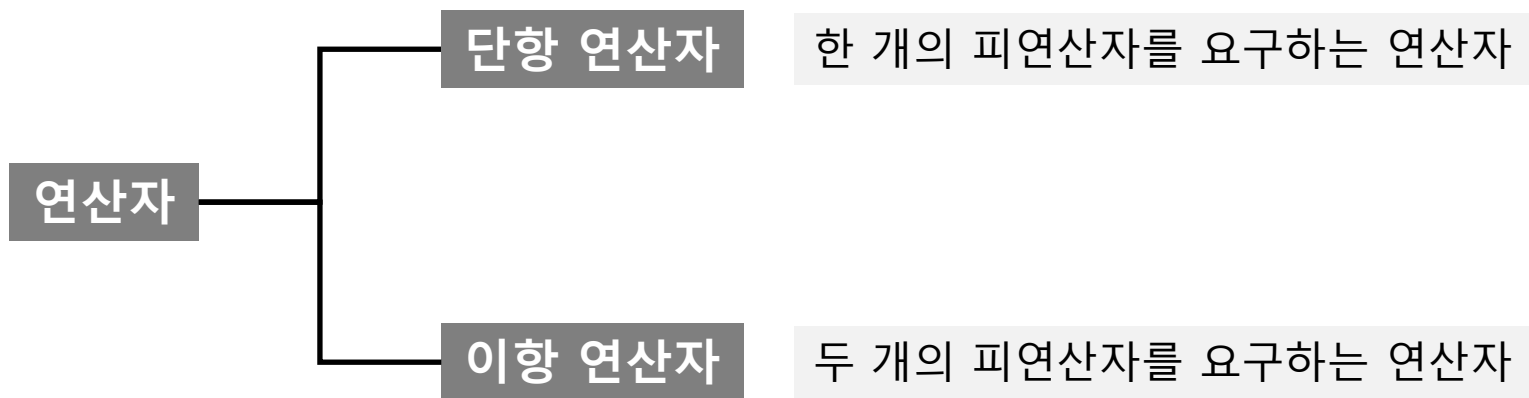 단항 연산자
한 개의 피연산자를 요구하는 연산자
연산자
이항 연산자
두 개의 피연산자를 요구하는 연산자